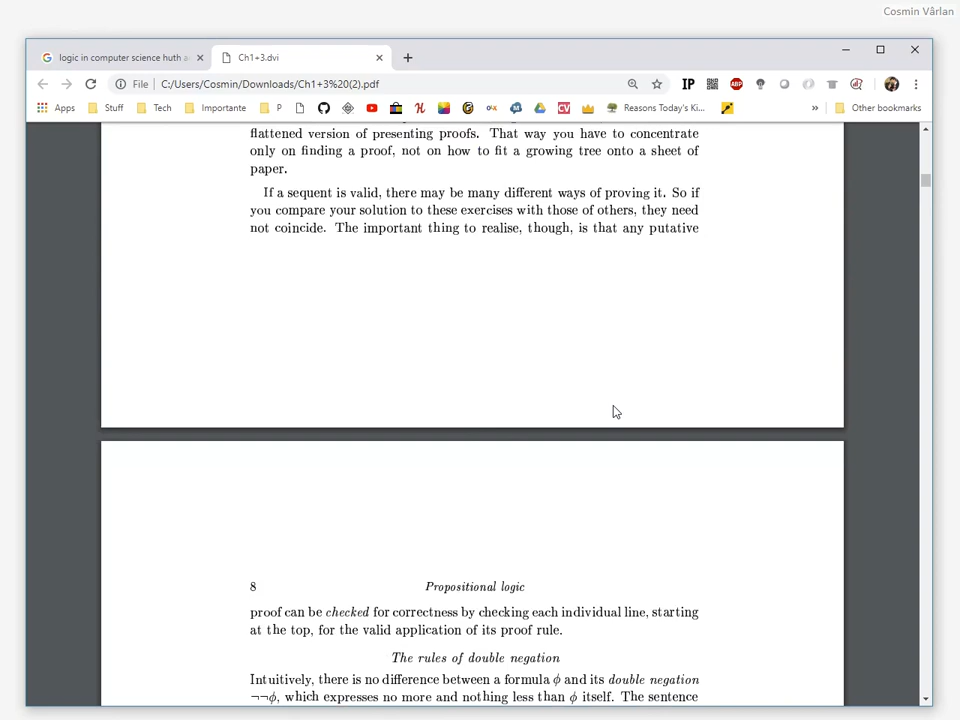 Cosmin Vârlan
logic in computer science huth a
Ch1+3.dvi
File
C:/Users/Cosmin/Downloads/Ch1+3%20(2).pdf
IP
ABP
Apps
Stuff
Tech
Importante
P
CV
Reasons Today's Ki...
»
Other bookmarks
flattened version of presenting proofs. That way you have to concentrate
only on finding a proof, not on how to fit a growing tree onto a sheet of
paper.
If a sequent is valid, there may be many different ways of proving it. So if
you compare your solution to these exercises with those of others, they need
not coincide. The important thing to realise, though, is that any putative
8
Propositional logic
proof can be checked for correctness by checking each individual line, starting
at the top, for the valid application of its proof rule.
The rules of double negation
Intuitively, there is no difference between a formula ϕ and its double negation
¬¬ϕ, which expresses no more and nothing less than ϕ itself. The sentence